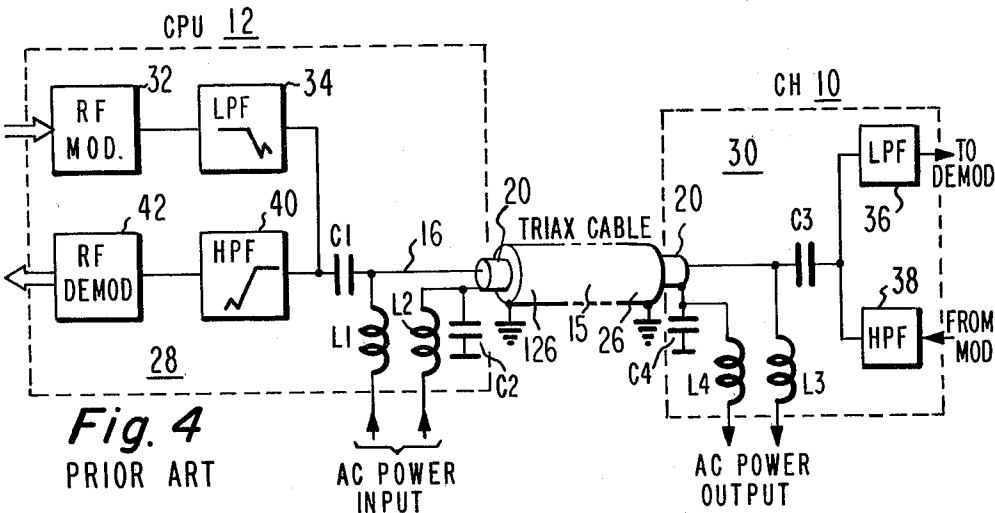 CPU 12
32
34
RF
MOD.
LPF
42
40
RF
DEMOD
HPF
C1
16
20
TRIAX CABLE
L1
L2
C2
126
15
26
28
CH 10
30
LPF
TO
DEMOD
36
20
C3
38
HPF
FROM
MOD
C4
L4
L3
Fig. 4
PRIOR ART
AC POWER
INPUT
AC POWER
OUTPUT